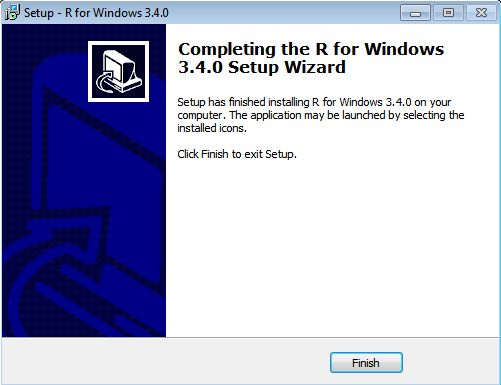 Setup - R for Windows 3.4.0
Completing the R for Windows
3.4.0 Setup Wizard
Setup has finished installing R for Windows 3.4.0 on your
computer. The application may be launched by selecting the
installed icons.
Click Finish to exit Setup.
Finish